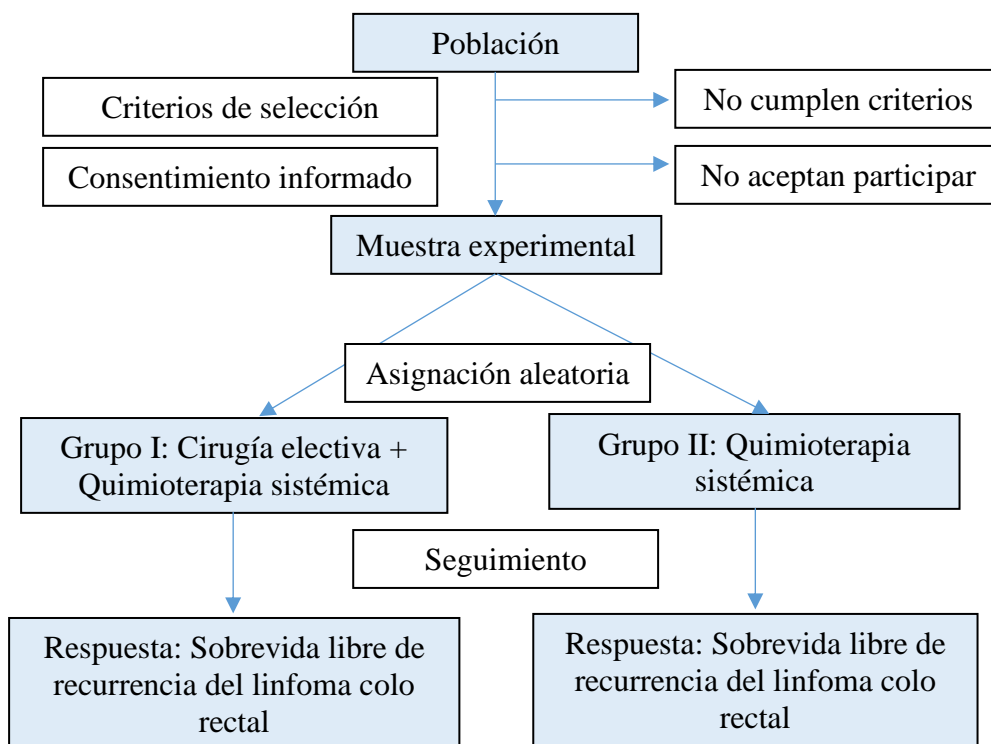 Población
Criterios de selección
No cumplen criterios
Consentimiento informado
No aceptan participar
Muestra experimental
Asignación aleatoria
Grupo I: Cirugía electiva +
Quimioterapia sistémica
Grupo II: Quimioterapia
sistémica
Seguimiento
Respuesta: Sobrevida libre de
recurrencia del linfoma colo
rectal
Respuesta: Sobrevida libre de
recurrencia del linfoma colo
rectal